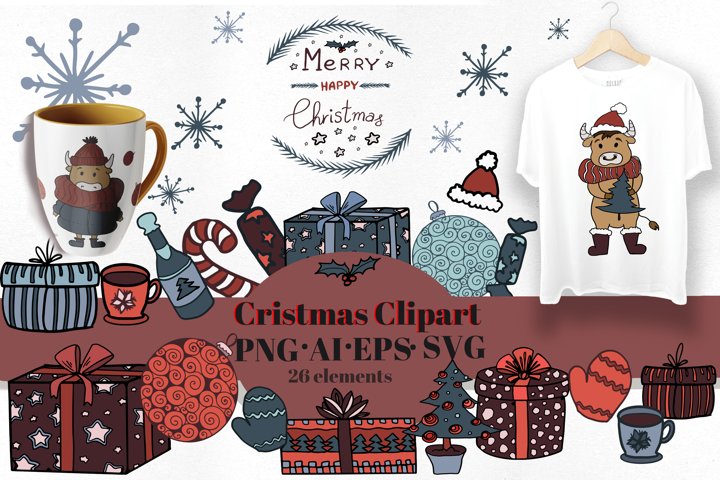 Merry
HAPPY
Christmas
Cristmas Clipart
PNG•AI•EPS•SVG
26 elements